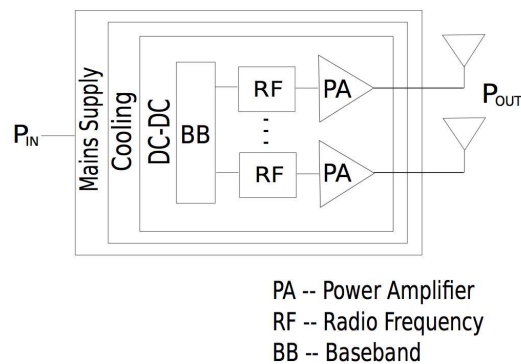 P_IN
Mains Supply
Cooling
DC-DC
BB
RF
PA
RF
PA
P_OUT
PA -- Power Amplifier
RF -- Radio Frequency
BB -- Baseband